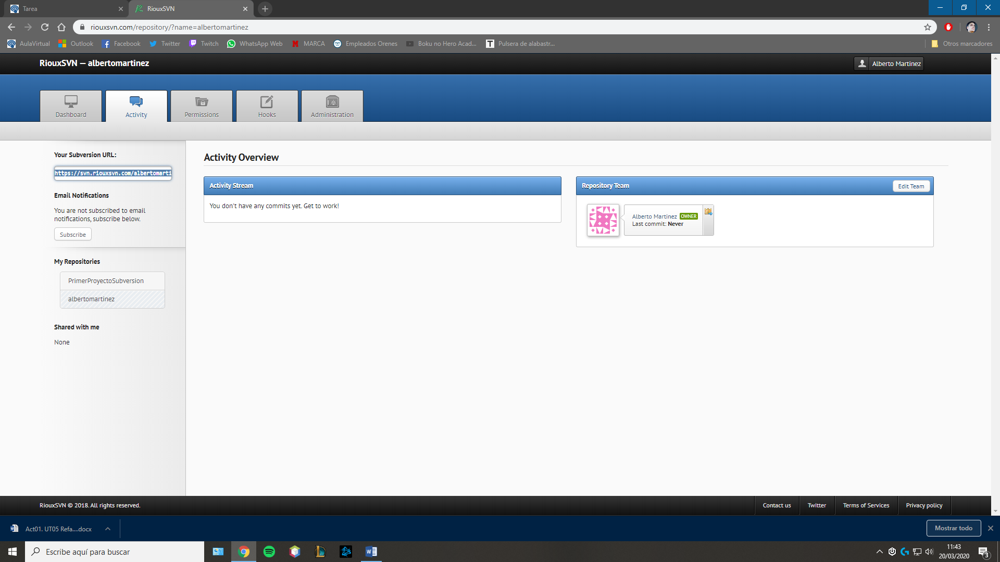 Tarea
RiouxSVN
riouxsvn.com/repository/?name=albertomartinez
AulaVirtual
Outlook
Facebook
Twitter
Twitch
WhatsApp Web
MARCA
Empleados Orenes
Boku no Hero Acad...
Pulsera de alabastr...
Otros marcadores
RiouxSVN — albertomartinez
Alberto Martinez
Dashboard
Activity
Permissions
Hooks
Administration
Your Subversion URL:
https://svn.riouxsvn.com/albertomarti
Email Notifications
You are not subscribed to email
notifications, subscribe below.
Subscribe
My Repositories
PrimerProyectoSubversion
albertomartinez
Shared with me
None
Activity Overview
Activity Stream
You don't have any commits yet. Get to work!
Repository Team
Edit Team
Alberto Martinez OWNER
Last commit: Never
RiouxSVN © 2018. All rights reserved.
Contact us
Twitter
Terms of Services
Privacy policy
Act01. UT05 Refa....docx
Mostrar todo
Escribe aquí para buscar
11:43
20/03/2020
3